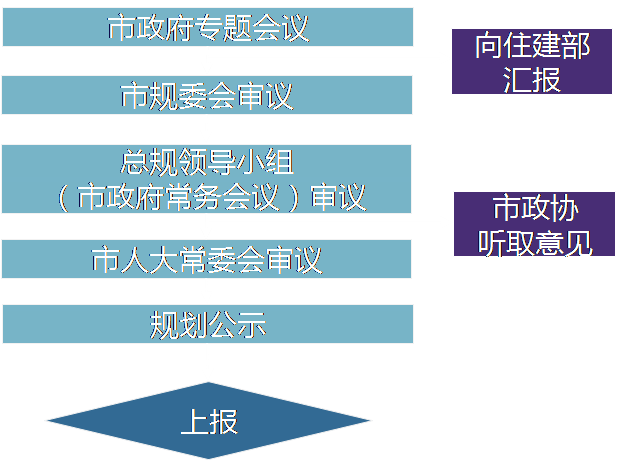 市政府专题会议
向住建部
汇报
市规委会审议
总规领导小组
（市政府常务会议）审议
市政协
听取意见
市人大常委会审议
规划公示
上报